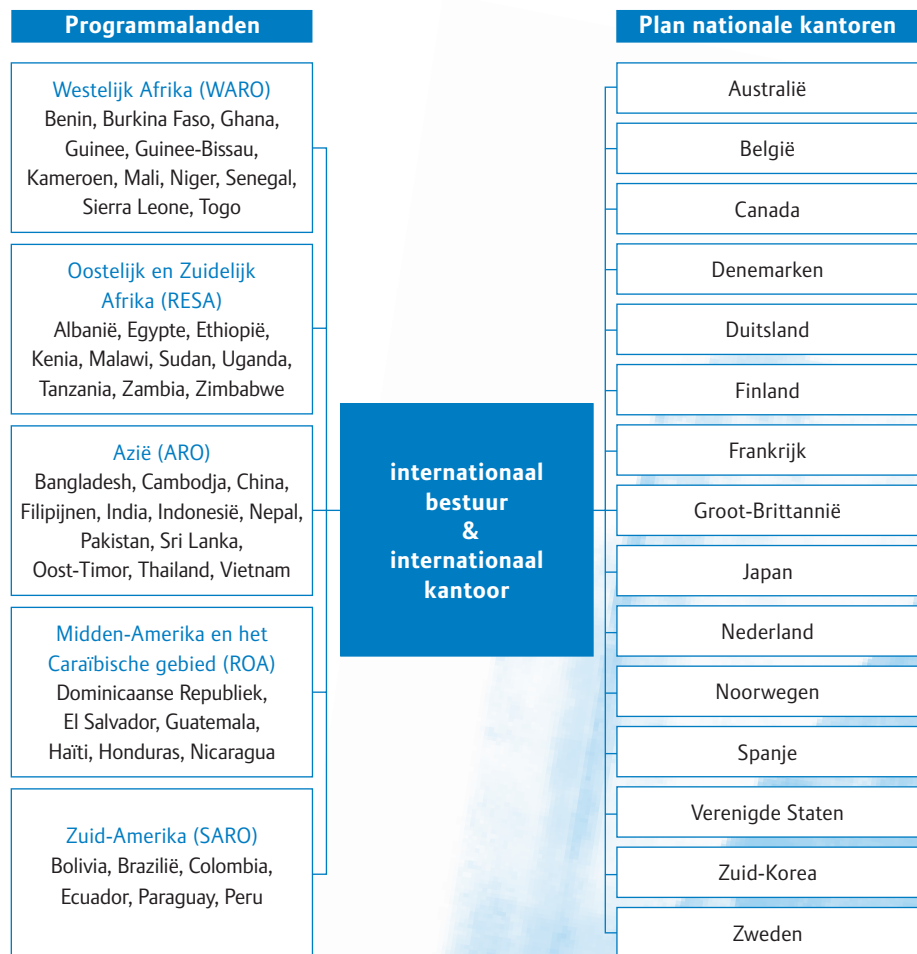 Programmalanden
Westelijk Afrika (WARO)
Benin, Burkina Faso, Ghana,
Guinee, Guinee-Bissau,
Kameroen, Mali, Niger, Senegal,
Sierra Leone, Togo
Oostelijk en Zuidelijk
Afrika (RESA)
Albanië, Egypte, Ethiopië,
Kenia, Malawi, Sudan, Uganda,
Tanzania, Zambia, Zimbabwe
Azië (ARO)
Bangladesh, Cambodja, China,
Filipijnen, India, Indonesië, Nepal,
Pakistan, Sri Lanka,
Oost-Timor, Thailand, Vietnam
Midden-Amerika en het
Caraïbische gebied (ROA)
Dominicaanse Republiek,
El Salvador, Guatemala,
Haïti, Honduras, Nicaragua
Zuid-Amerika (SARO)
Bolivia, Brazilië, Colombia,
Ecuador, Paraguay, Peru
internationaal
bestuur
&
internationaal
kantoor
Plan nationale kantoren
Australië
België
Canada
Denemarken
Duitsland
Finland
Frankrijk
Groot-Brittannië
Japan
Nederland
Noorwegen
Spanje
Verenigde Staten
Zuid-Korea
Zweden